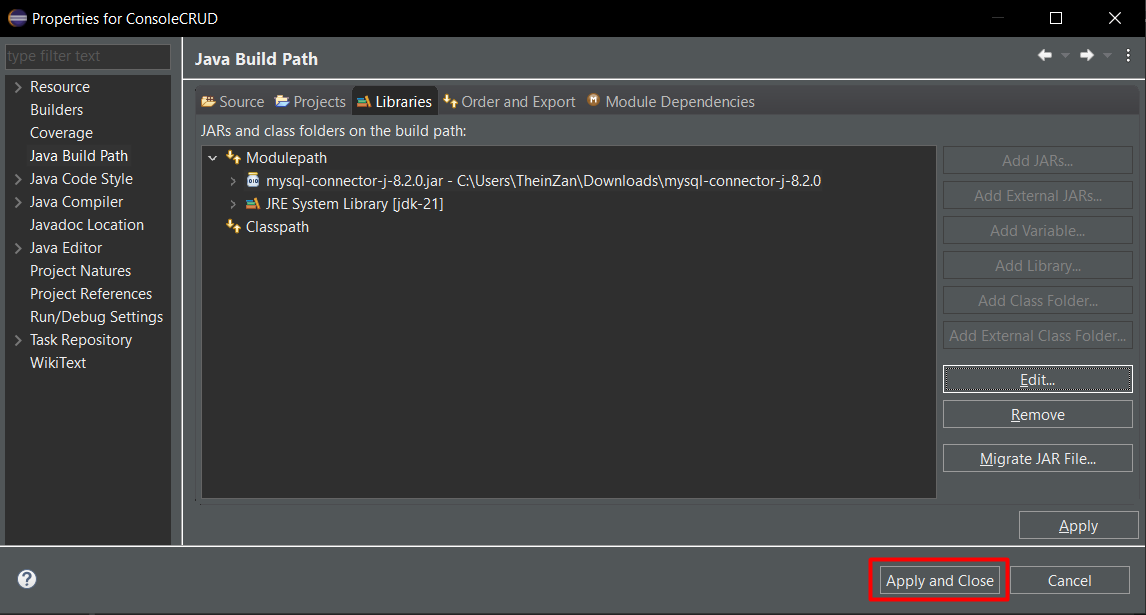 Properties for ConsoleCRUD
type filter text
Resource
Builders
Coverage
Java Build Path
Java Code Style
Java Compiler
Javadoc Location
Java Editor
Project Natures
Project References
Run/Debug Settings
Task Repository
WikiText
Java Build Path
Source Projects Libraries Order and Export Module Dependencies
JARs and class folders on the build path:
Modulepath
mysql-connector-j-8.2.0.jar - C:\Users\TheinZan\Downloads\mysql-connector-j-8.2.0
JRE System Library [jdk-21]
Classpath
Add JARs...
Add External JARs...
Add Variable...
Add Library...
Add Class Folder...
Add External Class Folder...
Edit...
Remove
Migrate JAR File...
Apply
Apply and Close Cancel